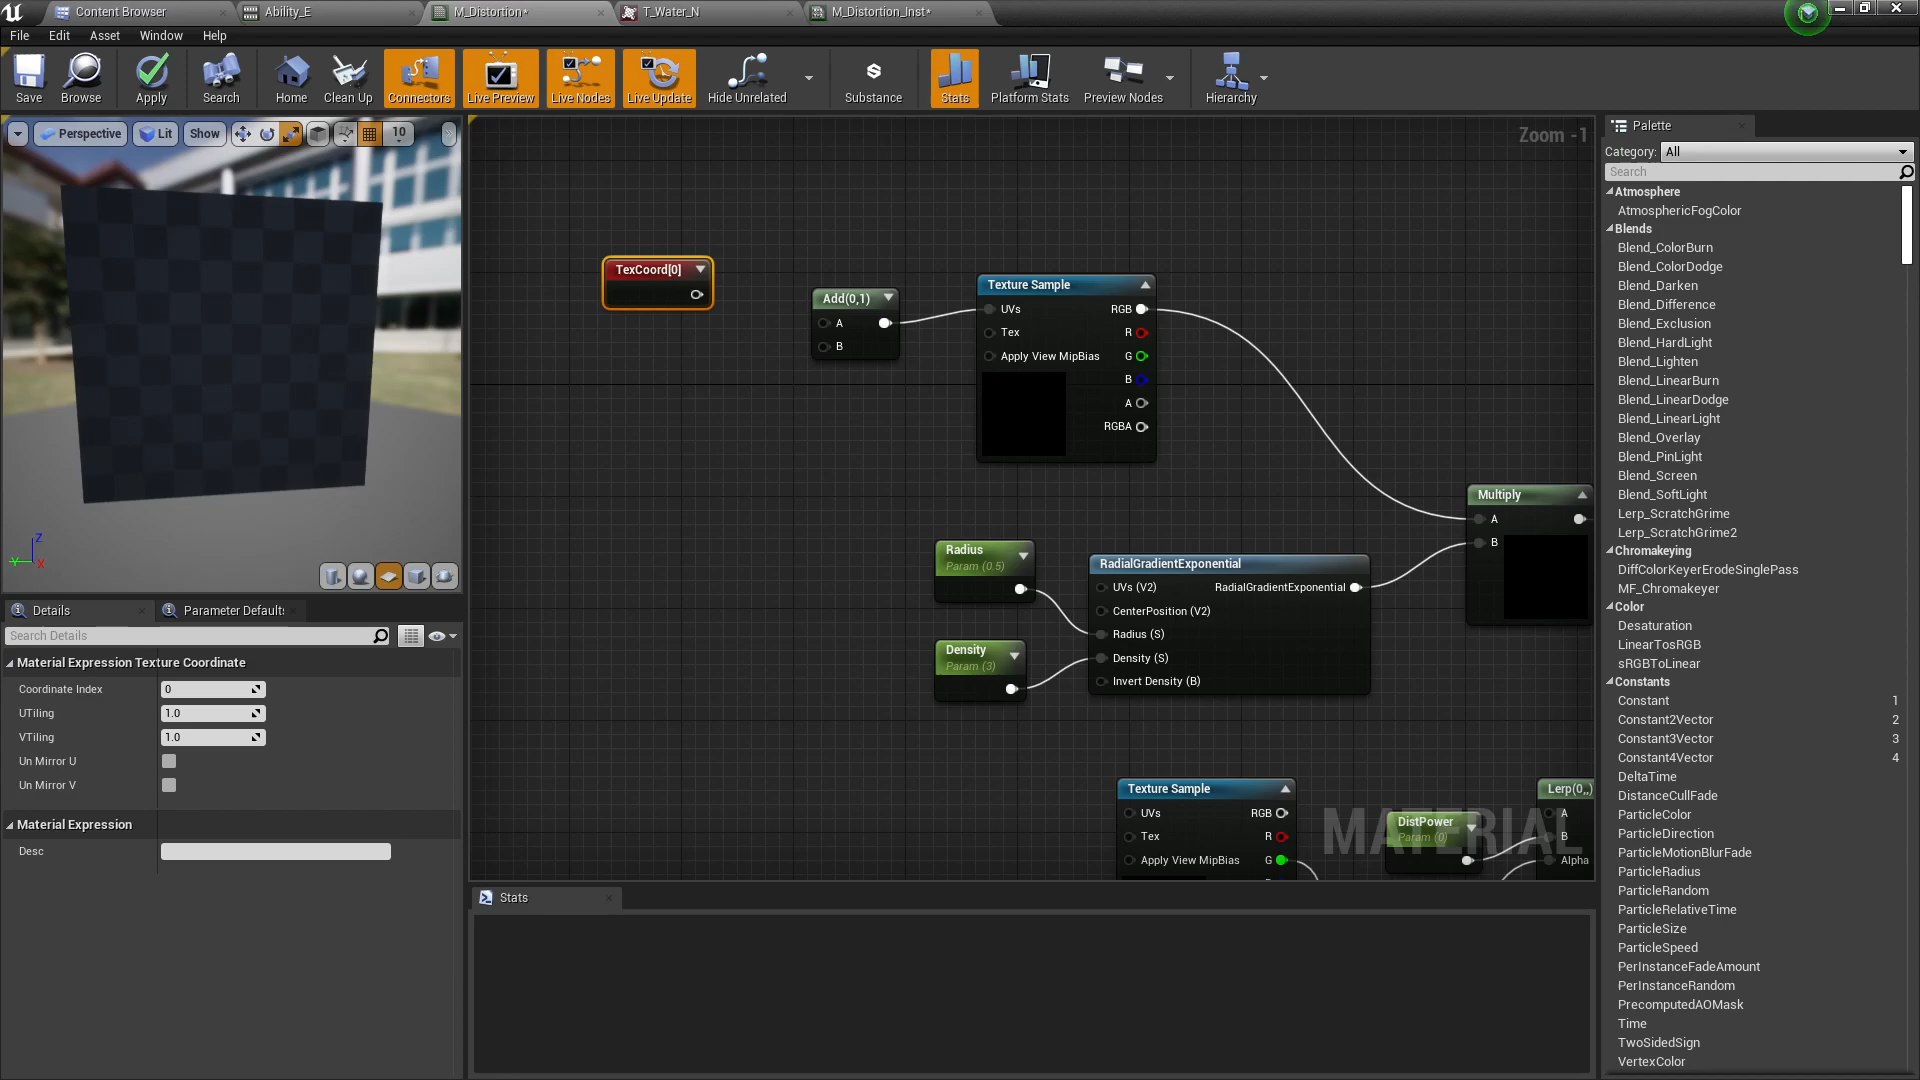 Content Browser
Ability_E
M_Distortion*
T_Water_N
M_Distortion_Inst*
File
Edit
Asset
Window
Help
Save
Browse
Apply
Search
Home
Clean Up
Connectors
Live Preview
Live Nodes
Live Update
Hide Unrelated
Substance
Stats
Platform Stats
Preview Nodes
Hierarchy
Perspective
Lit
Show
10
Zoom -1
TexCoord[0]
Add(0,1)
A
B
Texture Sample
UVs
RGB
Tex
R
Apply View MipBias
G
B
A
RGBA
Multiply
A
B
Radius
Param (0.5)
Density
Param (3)
RadialGradientExponential
UVs (V2)
RadialGradientExponential
CenterPosition (V2)
Radius (S)
Density (S)
Invert Density (B)
Texture Sample
UVs
RGB
Tex
R
Apply View MipBias
G
MATERIAL
DistPower
Param (0)
Lerp(0,,)
A
B
Alpha
Z
Y
X
Details
Parameter Defaults
Search Details
Material Expression Texture Coordinate
Coordinate Index
0
UTiling
1.0
VTiling
1.0
Un Mirror U
Un Mirror V
Material Expression
Desc
Stats
Palette
Category:
All
Search
Atmosphere
AtmosphericFogColor
Blends
Blend_ColorBurn
Blend_ColorDodge
Blend_Darken
Blend_Difference
Blend_Exclusion
Blend_HardLight
Blend_Lighten
Blend_LinearBurn
Blend_LinearDodge
Blend_LinearLight
Blend_Overlay
Blend_PinLight
Blend_Screen
Blend_SoftLight
Lerp_ScratchGrime
Lerp_ScratchGrime2
Chromakeying
DiffColorKeyerErodeSinglePass
MF_Chromakeyer
Color
Desaturation
LinearTosRGB
sRGBToLinear
Constants
Constant 1
Constant2Vector 2
Constant3Vector 3
Constant4Vector 4
DeltaTime
DistanceCullFade
ParticleColor
ParticleDirection
ParticleMotionBlurFade
ParticleRadius
ParticleRandom
ParticleRelativeTime
ParticleSize
ParticleSpeed
PerInstanceFadeAmount
PerInstanceRandom
PrecomputedAOMask
Time
TwoSidedSign
VertexColor